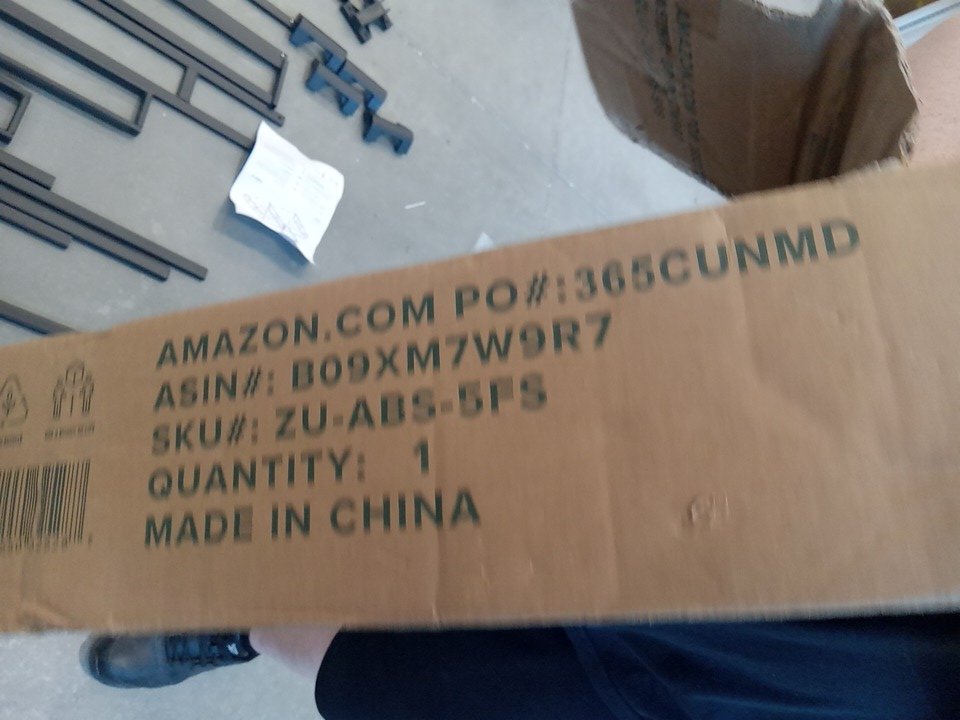 AMAZON.COM PO#:365CUNMD
ASIN#: B09XM7W9R7
SKU#: ZU-ABS-5FS
QUANTITY: 1
MADE IN CHINA